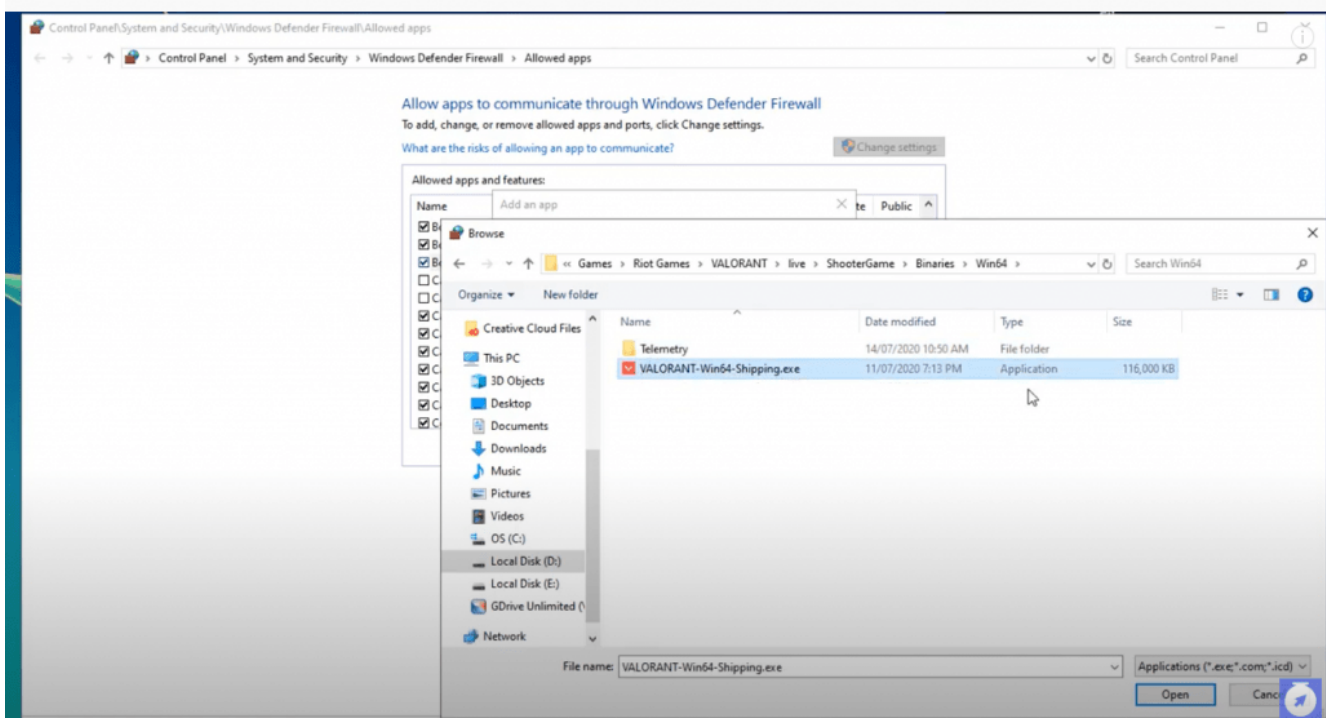 Control Panel\System and Security\Windows Defender Firewall\Allowed apps
Control Panel > System and Security > Windows Defender Firewall > Allowed apps
Search Control Panel
Allow apps to communicate through Windows Defender Firewall
To add, change, or remove allowed apps and ports, click Change settings.
What are the risks of allowing an app to communicate?
Change settings
Allowed apps and features:
Name
Add an app
te Public
Browse
« Games > Riot Games > VALORANT > live > ShooterGame > Binaries > Win64 >
Search Win64
Organize
New folder
Name Date modified Type Size
Telemetry 14/07/2020 10:50 AM File folder
VALORANT-Win64-Shipping.exe 11/07/2020 7:13 PM Application 116,000 KB
Creative Cloud Files
This PC
3D Objects
Desktop
Documents
Downloads
Music
Pictures
Videos
OS (C:)
Local Disk (D:)
Local Disk (E:)
GDrive Unlimited (
Network
File name: VALORANT-Win64-Shipping.exe
Applications (*.exe;*.com;*.icd)
Open
Canc